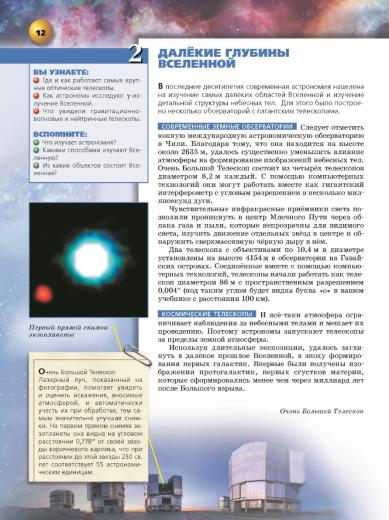 12
2 ДАЛЁКИЕ ГЛУБИНЫ
ВСЕЛЕННОЙ
ВЫ УЗНАЕТЕ:
Где и как работают самые круп-
ные оптические телескопы.
Как астрономы исследуют γ-из-
лучение Вселенной.
Что увидели гравитационно-
волновые и нейтринные телескопы.
ВСПОМНИТЕ:
Что изучает астрономия?
Какими способами изучают Все-
ленную?
Из каких объектов состоит Все-
ленная?
Первый прямой снимок
экзопланеты
Очень Большой Телескоп
Лазерный луч, показанный на
фотографии, помогает увидеть
и оценить искажения, вносимые
атмосферой, и автоматически
учесть их при обработке, тем са-
мым значительно улучшая сним-
ки. На первом прямом снимке эк-
зопланеты она видна на угловом
расстоянии 0,778″ от своей звез-
ды коричневого карлика, что при
расстоянии до этой звезды 230 св.
лет соответствует 55 астрономи-
ческим единицам.
В последние десятилетия современная астрономия нацелена
на изучение самых далёких областей Вселенной и изучение
детальной структуры небесных тел. Для этого было построе-
но несколько обсерваторий с гигантскими телескопами.
СОВРЕМЕННЫЕ ЗЕМНЫЕ ОБСЕРВАТОРИИ Следует отметить
южную международную астрономическую обсерваторию
в Чили. Благодаря тому, что она находится на высоте
около 2635 м, удалось существенно уменьшить влияние
атмосферы на формирование изображений небесных тел.
Очень Большой Телескоп состоит из четырёх телескопов
диаметром 8,2 м каждый. С помощью компьютерных
технологий они могут работать вместе как гигантский
интерферометр с угловым разрешением в несколько мил-
лисекунд дуги.
Чувствительные инфракрасные приёмники света по-
зволили проникнуть в центр Млечного Пути через об-
лака газа и пыли, которые непрозрачны для видимого
света, изучить движение отдельных звёзд в центре и об-
наружить сверхмассивную чёрную дыру в нём.
Два телескопа с объективами по 10,4 м в диаметре
установлены на высоте 4154 м в обсерватории на Гавай-
ских островах. Соединённые вместе с помощью компью-
терных технологий, телескопы начали работать как теле-
скоп диаметром 86 м с пространственным разрешением
0,004″ (под таким углом будет видна буква «о» в вашем
учебнике с расстояния 100 км).
КОСМИЧЕСКИЕ ТЕЛЕСКОПЫ И всё-таки атмосфера огра-
ничивает наблюдения за небесными телами и мешает их
проведению. Поэтому астрономы запускают телескопы
за пределы земной атмосферы.
Используя длительные экспозиции, удалось загля-
нуть в далёкое прошлое Вселенной, в эпоху формиро-
вания первых галактик. Впервые были получены изо-
бражения протогалактик, первых сгустков материи,
которые сформировались менее чем через миллиард лет
после Большого взрыва.
Очень Большой Телескоп